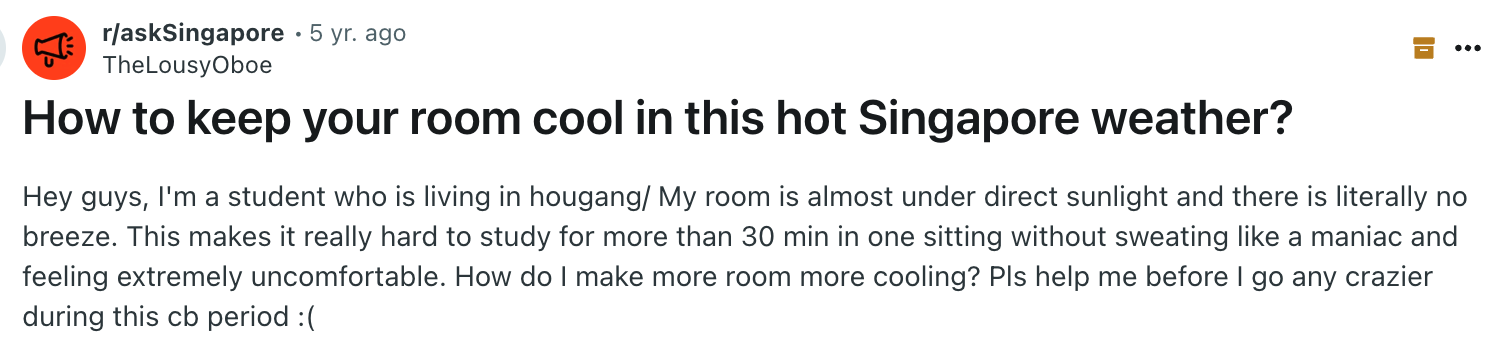 r/askSingapore • 5 yr. ago
TheLousyOboe
How to keep your room cool in this hot Singapore weather?
Hey guys, I'm a student who is living in hougang/ My room is almost under direct sunlight and there is literally no
breeze. This makes it really hard to study for more than 30 min in one sitting without sweating like a maniac and
feeling extremely uncomfortable. How do I make more room more cooling? Pls help me before I go any crazier
during this cb period :(